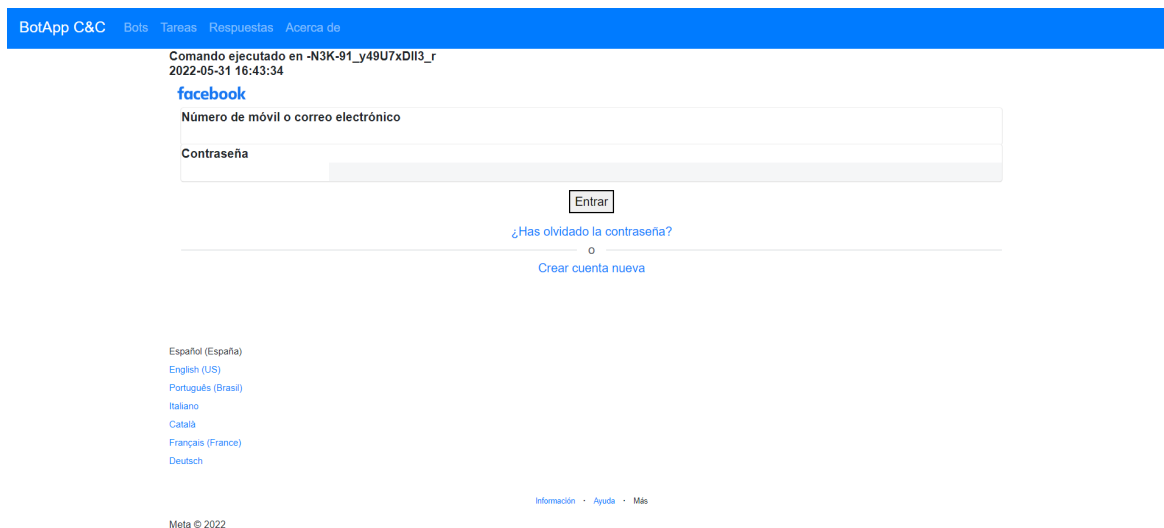 BotApp C&C Bots Tareas Respuestas Acerca de
Comando ejecutado en -N3K-91_y49U7xDlI3_r
2022-05-31 16:43:34
facebook
Número de móvil o correo electrónico
Contraseña
Entrar
¿Has olvidado la contraseña?
o
Crear cuenta nueva
Español (España)
English (US)
Português (Brasil)
Italiano
Català
Français (France)
Deutsch
Información · Ayuda · Más
Meta © 2022